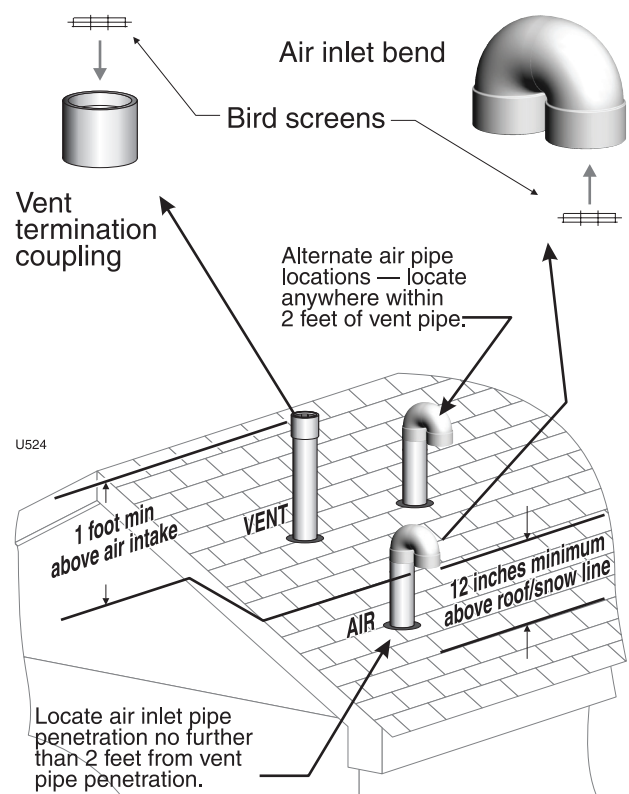 Air inlet bend
Bird screens
Vent
termination
coupling
Alternate air pipe
locations — locate
anywhere within
2 feet of vent pipe.
U524
1 foot min
above air intake
VENT
12 inches minimum
above roof/snow line
AIR
Locate air inlet pipe
penetration no further
than 2 feet from vent
pipe penetration.